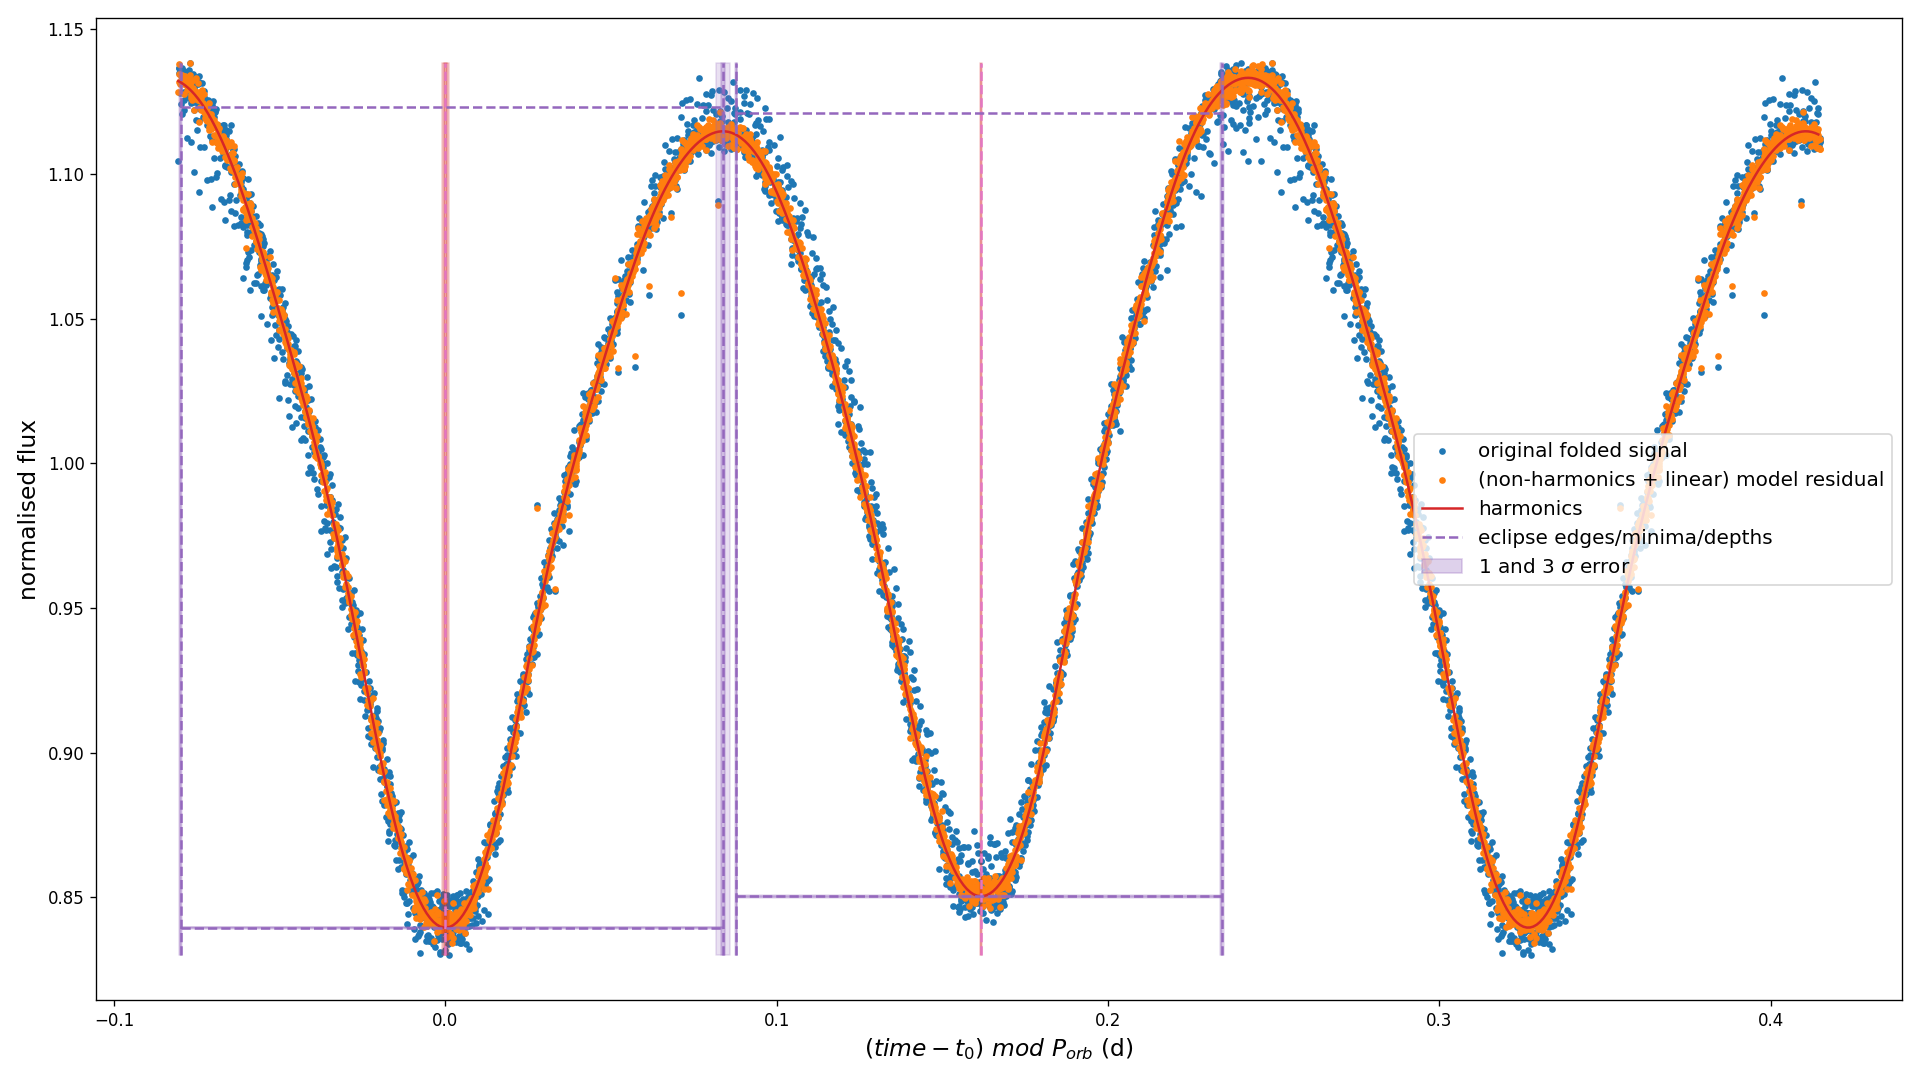 1.15
1.10
1.05
1.00
0.95
0.90
0.85
normalised flux
original folded signal
(non-harmonics + linear) model residual
harmonics
eclipse edges/minima/depths
1 and 3 σ error
−0.1 0.0 0.1 0.2 0.3 0.4
(time − t₀) mod P_orb (d)